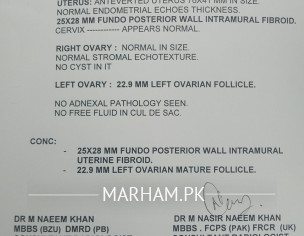 UTERUS: ANTEVERTED UTERUS 76X41 MM IN SIZE.
NORMAL ENDOMETRIAL ECHOES THICKNESS.
25X28 MM FUNDO POSTERIOR WALL INTRAMURAL FIBROID.
CERVIX ------------ APPEARS NORMAL.
RIGHT OVARY : NORMAL IN SIZE.
NORMAL STROMAL ECHOTEXTURE.
NO CYST IN IT
LEFT OVARY : 22.9 MM LEFT OVARIAN FOLLICLE.
NO ADNEXAL PATHOLOGY SEEN.
NO FREE FLUID IN CUL DE SAC.
CONC:
- 25X28 MM FUNDO POSTERIOR WALL INTRAMURAL
UTERINE FIBROID.
- 22.9 MM LEFT OVARIAN MATURE FOLLICLE.
MARHAM.PK
DR M NAEEM KHAN
MBBS (BZU) DMRD (PB)
DR M NASIR NAEEM KHAN
MBBS . FCPS (PAK) FRCR (UK)